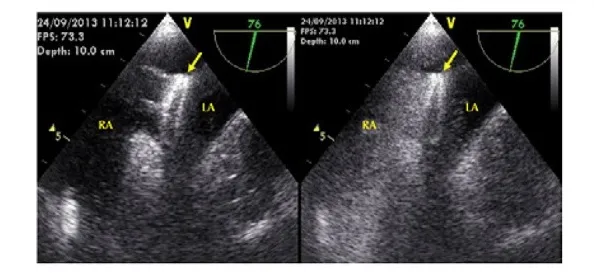 24/09/2013 11:12:12
FPS: 73.3
Depth: 10.0 cm
V
76
RA
LA
5
24/09/2013 11:12:12
FPS: 73.3
Depth: 10.0 cm
V
76
RA
LA
5